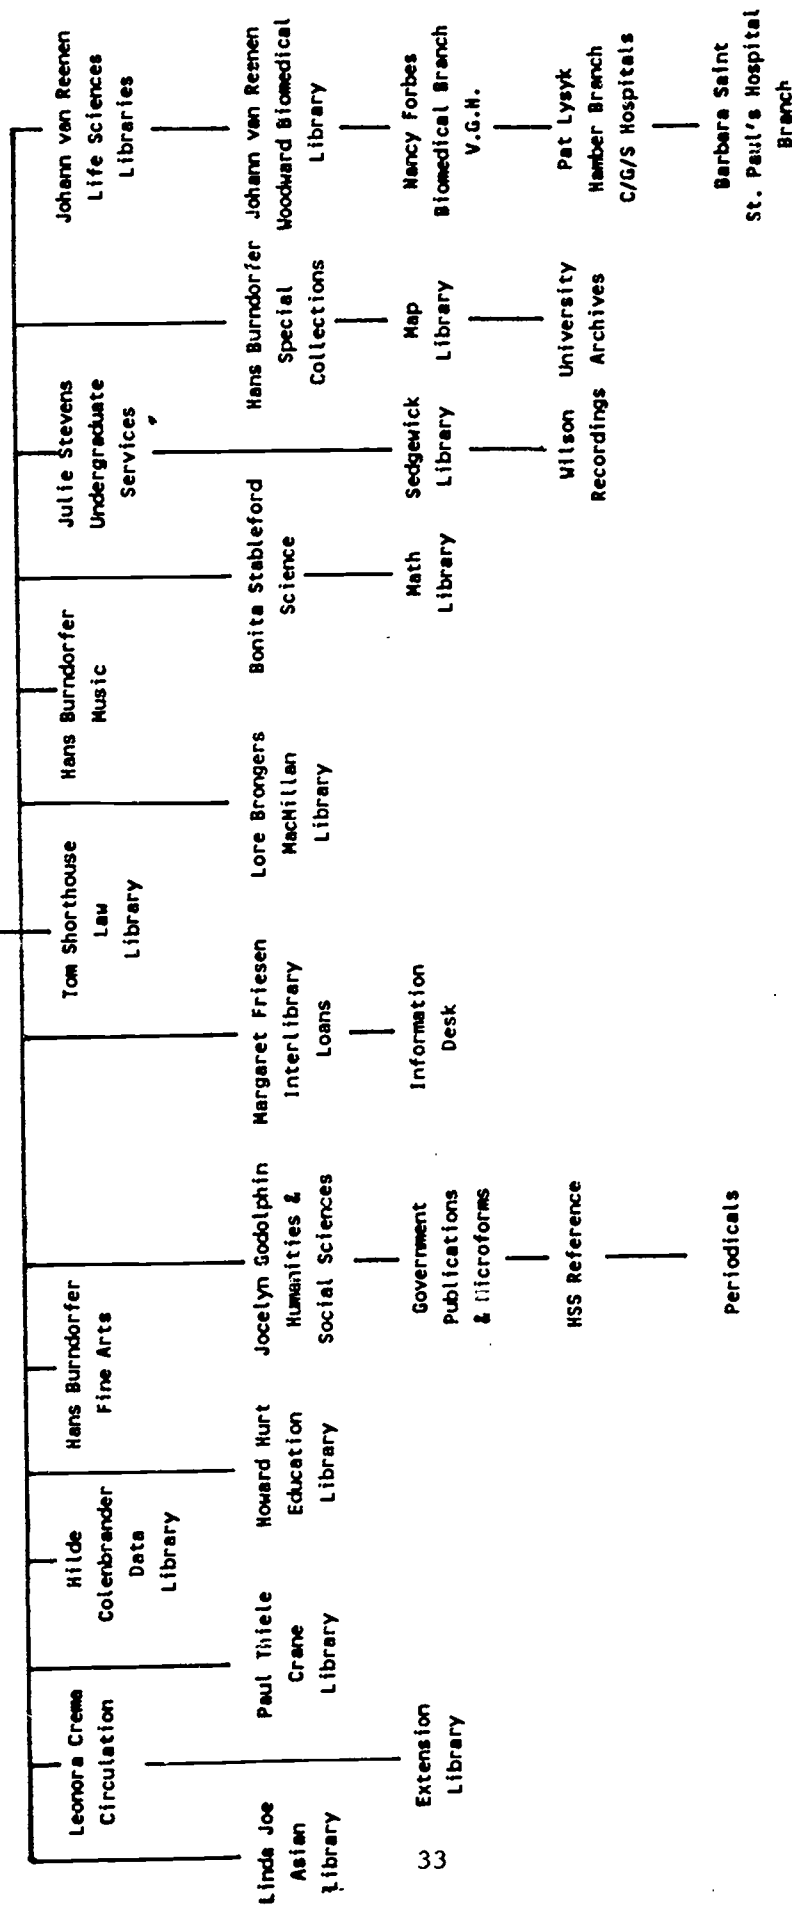 Linda Joe
Asian
Library
Leonora Crema
Circulation
Extension
Library
Paul Thiele
Crane
Library
Hilde
Colenbrander
Data
Library
Howard Hurt
Education
Library
Hans Burndorfer
Fine Arts
Jocelyn Godolphin
Humanities &
Social Sciences
Government
Publications
& Microforms
HSS Reference
Periodicals
Margaret Friesen
Interlibrary
Loans
Information
Desk
Tom Shorthouse
Law
Library
Lore Brongers
MacMillan
Library
Hans Burndorfer
Music
Bonita Stableford
Science
Math
Library
Julie Stevens
Undergraduate
Services
Sedgewick
Library
Wilson
Recordings
Hans Burndorfer
Special
Collections
Map
Library
University
Archives
Johann van Reenen
Life Sciences
Libraries
Johann van Reenen
Woodward Biomedical
Library
Nancy Forbes
Biomedical Branch
V.G.H.
Pat Lysyk
Hamber Branch
C/G/S Hospitals
Barbara Saint
St. Paul's Hospital
Branch
33